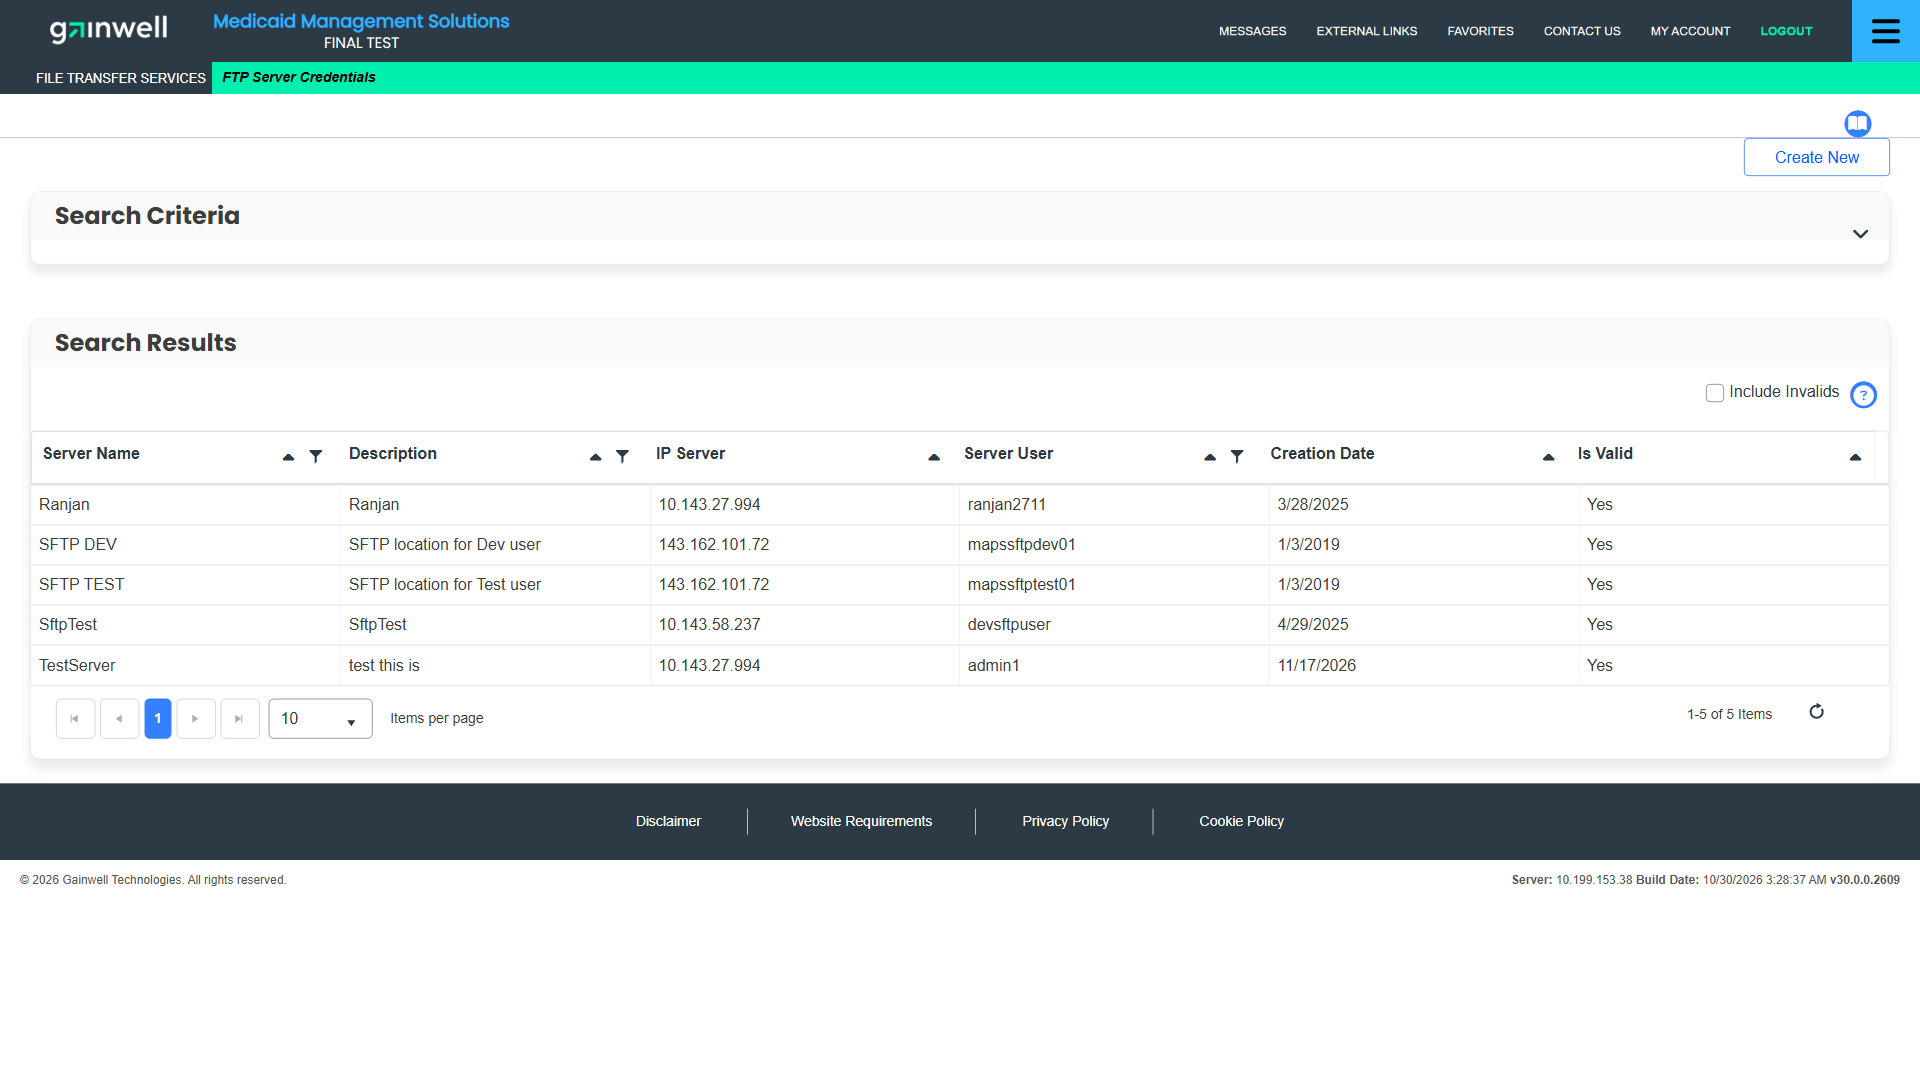 gainwell
Medicaid Management Solutions
FINAL TEST
MESSAGES EXTERNAL LINKS FAVORITES CONTACT US MY ACCOUNT LOGOUT
FILE TRANSFER SERVICES FTP Server Credentials
Create New
Search Criteria
Search Results
Include Invalids ?
Server Name Description IP Server Server User Creation Date Is Valid
Ranjan Ranjan 10.143.27.994 ranjan2711 3/28/2025 Yes
SFTP DEV SFTP location for Dev user 143.162.101.72 mapssftpdev01 1/3/2019 Yes
SFTP TEST SFTP location for Test user 143.162.101.72 mapssftptest01 1/3/2019 Yes
SftpTest SftpTest 10.143.58.237 devsftpuser 4/29/2025 Yes
TestServer test this is 10.143.27.994 admin1 11/17/2026 Yes
1 10 Items per page 1-5 of 5 Items
Disclaimer Website Requirements Privacy Policy Cookie Policy
© 2026 Gainwell Technologies. All rights reserved. Server: 10.199.153.38 Build Date: 10/30/2026 3:28:37 AM v30.0.0.2609